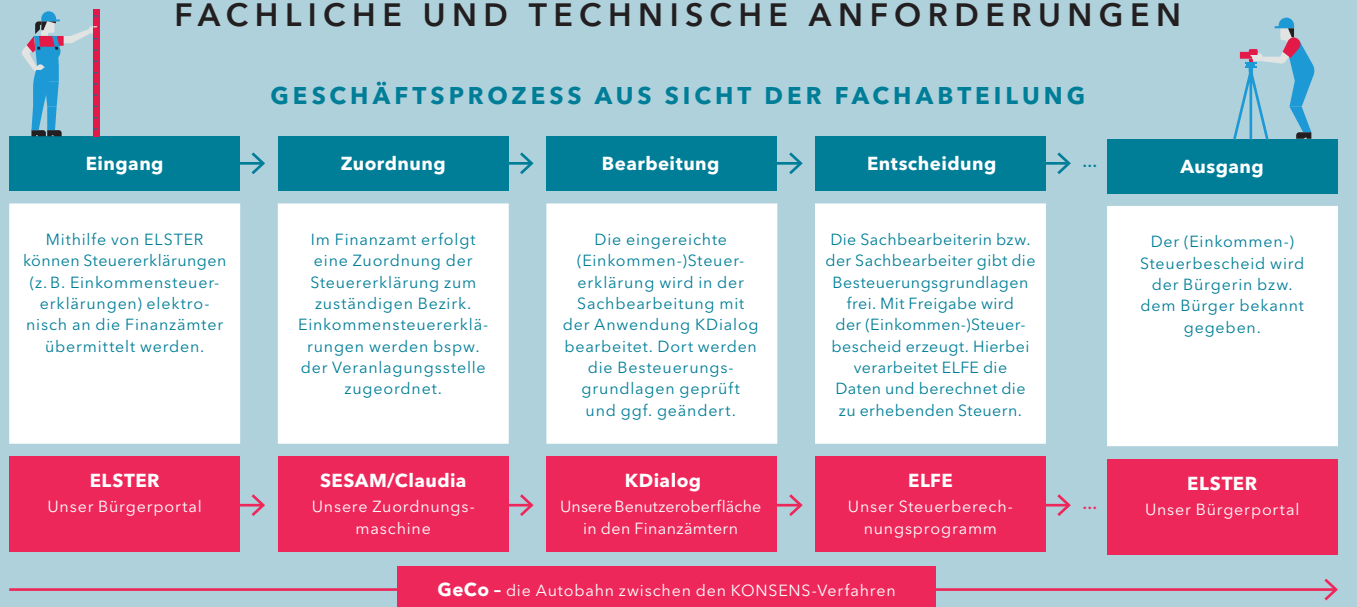 FACHLICHE UND TECHNISCHE ANFORDERUNGEN
GESCHÄFTSPROZESS AUS SICHT DER FACHABTEILUNG
Eingang
Mithilfe von ELSTER
können Steuererklärungen
(z. B. Einkommensteuer-
erklärungen) elektro-
nisch an die Finanzämter
übermittelt werden.
ELSTER
Unser Bürgerportal
Zuordnung
Im Finanzamt erfolgt
eine Zuordnung der
Steuererklärung zum
zuständigen Bezirk.
Einkommensteuererklä-
rungen werden bspw.
der Veranlagungsstelle
zugeordnet.
SESAM/Claudia
Unsere Zuordnungs-
maschine
Bearbeitung
Die eingereichte
(Einkommen-)Steuer-
erklärung wird in der
Sachbearbeitung mit
der Anwendung KDialog
bearbeitet. Dort werden
die Besteuerungs-
grundlagen geprüft
und ggf. geändert.
KDialog
Unsere Benutzeroberfläche
in den Finanzämtern
Entscheidung
Die Sachbearbeiterin bzw.
der Sachbearbeiter gibt die
Besteuerungsgrundlagen
frei. Mit Freigabe wird
der (Einkommen-)Steuer-
bescheid erzeugt. Hierbei
verarbeitet ELFE die
Daten und berechnet die
zu erhebenden Steuern.
ELFE
Unser Steuerberech-
nungsprogramm
...
...
Ausgang
Der (Einkommen-)
Steuerbescheid wird
der Bürgerin bzw.
dem Bürger bekannt
gegeben.
ELSTER
Unser Bürgerportal
GeCo – die Autobahn zwischen den KONSENS-Verfahren